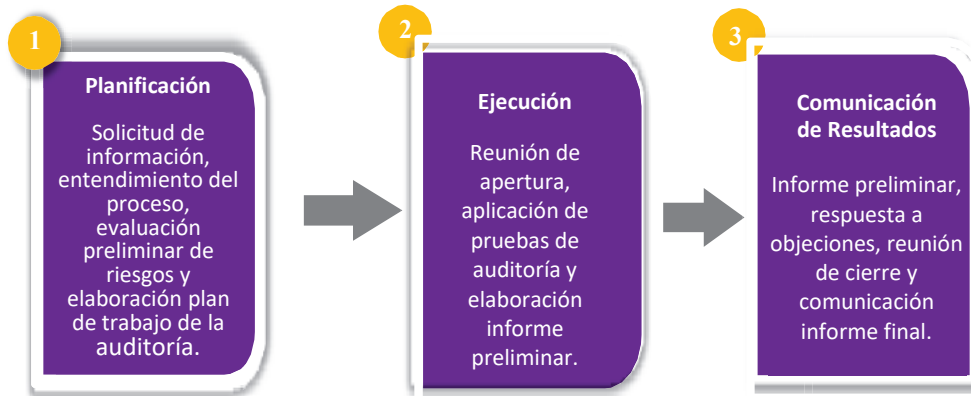 1
Planificación
Solicitud de
información,
entendimiento del
proceso,
evaluación
preliminar de
riesgos y
elaboración plan
de trabajo de la
auditoría.
2
Ejecución
Reunión de
apertura,
aplicación de
pruebas de
auditoría y
elaboración
informe
preliminar.
3
Comunicación
de Resultados
Informe preliminar,
respuesta a
objeciones, reunión
de cierre y
comunicación
informe final.